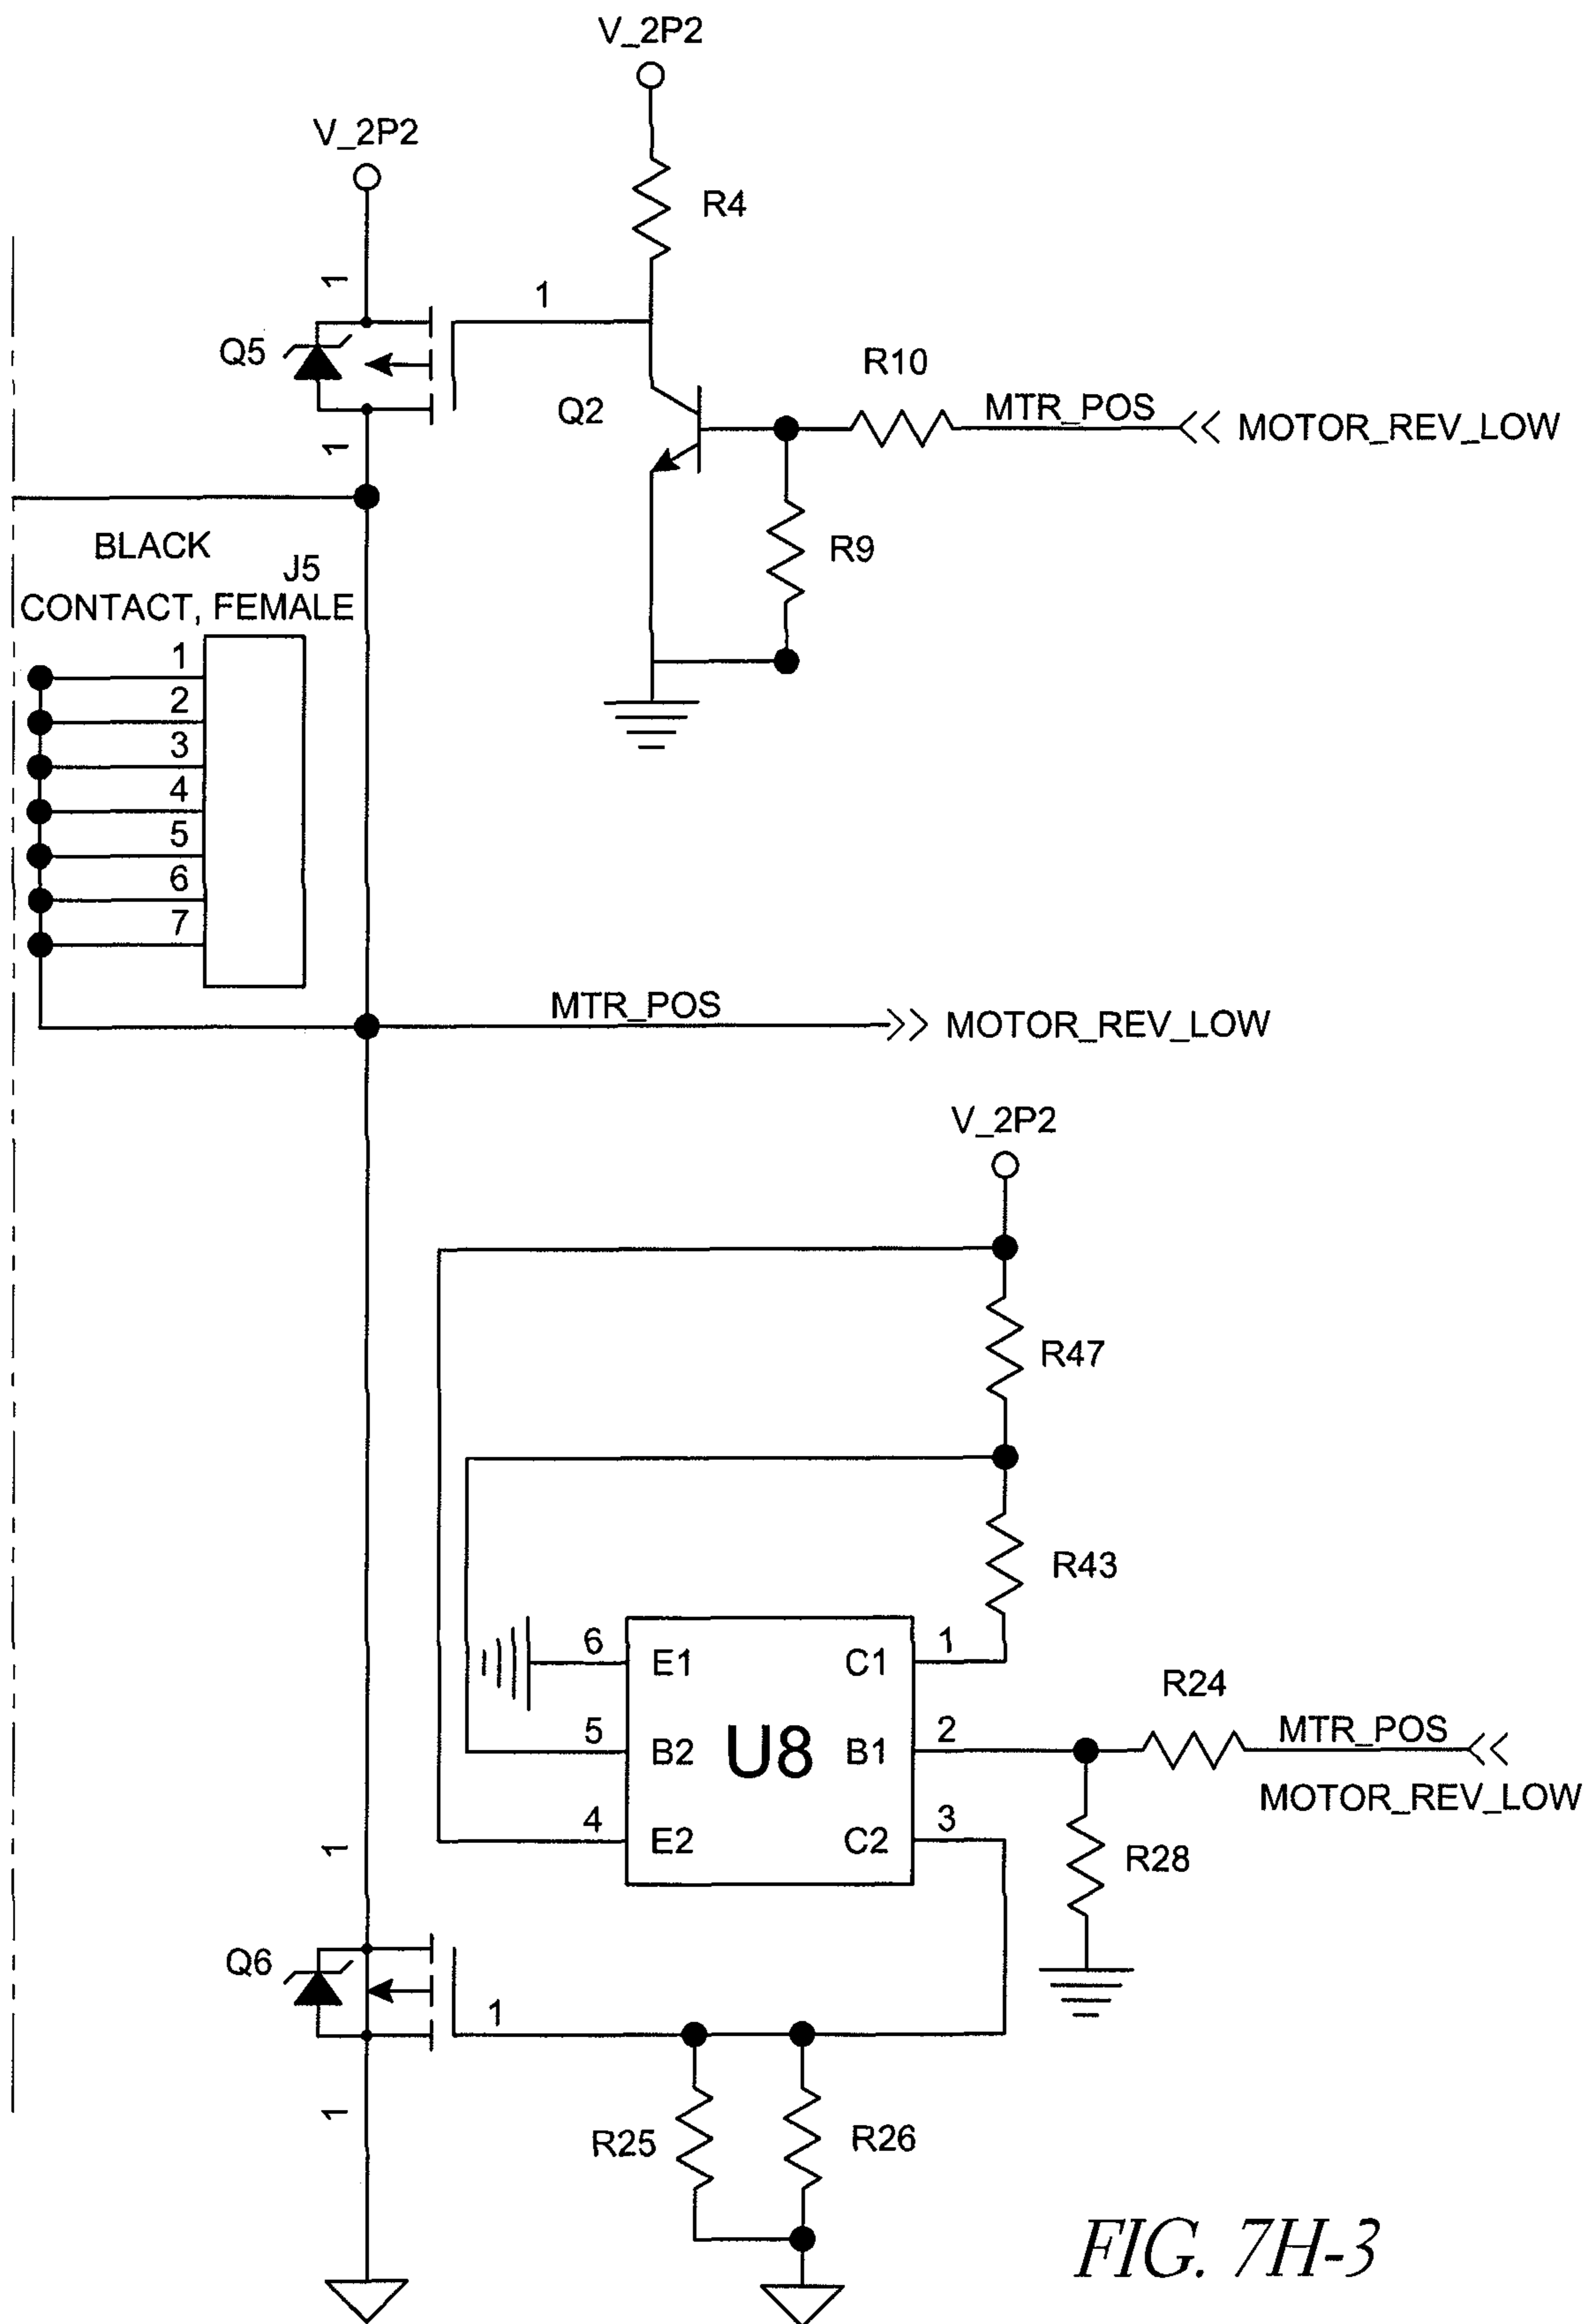 V_2P2
V_2P2
R4
1
1
Q5
R10
Q2
MTR_POS
MOTOR_REV_LOW
1
R9
BLACK
J5
CONTACT, FEMALE
1
2
3
4
5
6
7
MTR_POS
MOTOR_REV_LOW
V_2P2
R47
R43
6
E1
C1
1
R24
5
B2
U8
B1
2
MTR_POS
MOTOR_REV_LOW
4
E2
C2
3
1
R28
Q6
1
1
R25
R26
FIG. 7H-3